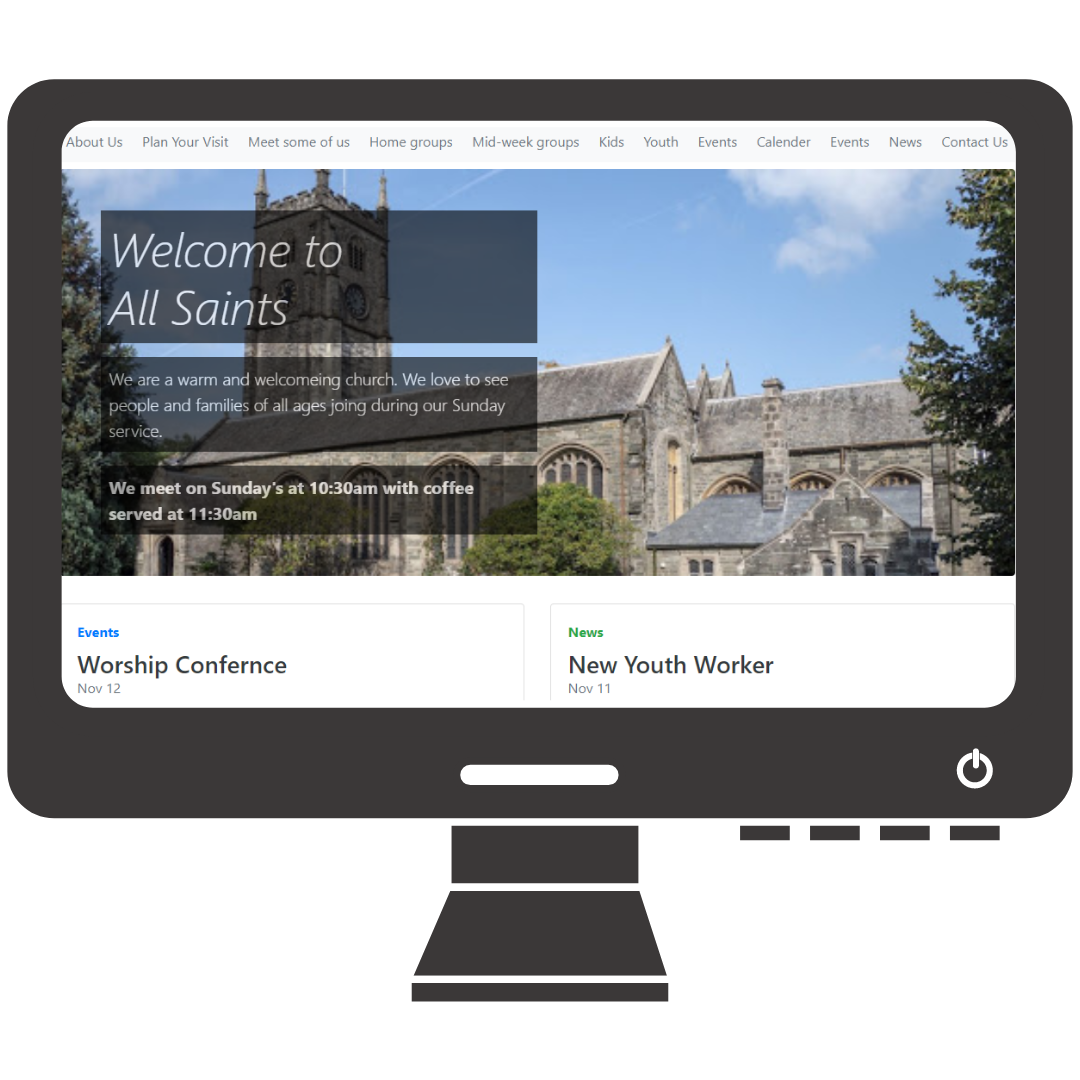 About Us Plan Your Visit Meet some of us Home groups Mid-week groups Kids Youth Events Calender Events News Contact Us
Welcome to
All Saints
We are a warm and welcomeing church. We love to see
people and families of all ages joing during our Sunday
service.
We meet on Sunday's at 10:30am with coffee
served at 11:30am
Events
Worship Confernce
Nov 12
News
New Youth Worker
Nov 11